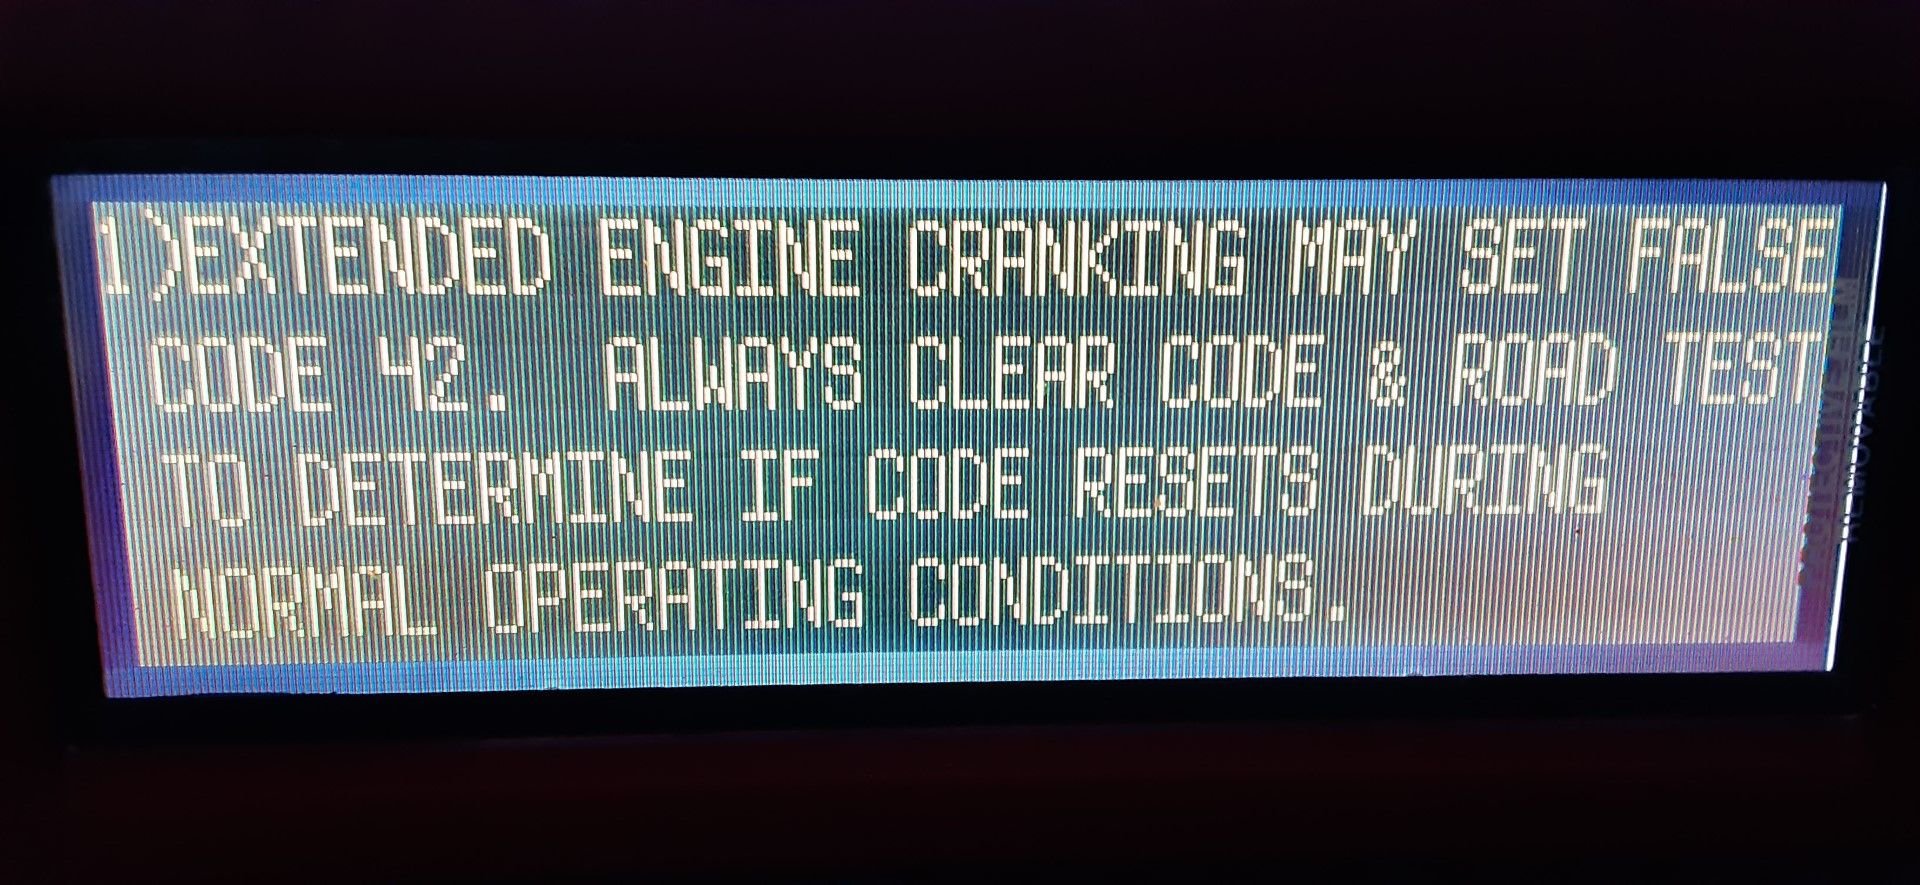 1)EXTENDED ENGINE CRANKING MAY SET FALSE
CODE 42.  ALWAYS CLEAR CODE & ROAD TEST
TO DETERMINE IF CODE RESETS DURING
NORMAL OPERATING CONDITIONS.
REMOVABLE